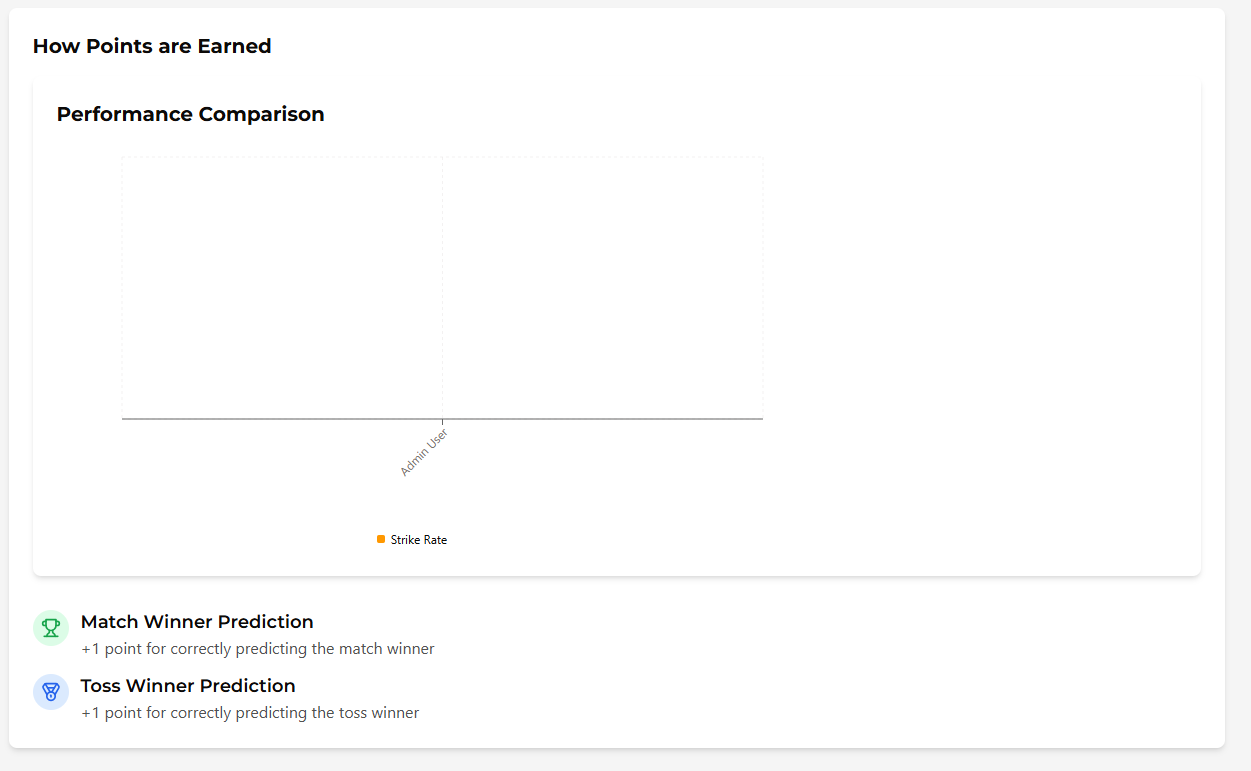 How Points are Earned
Performance Comparison
Admin User
Strike Rate
Match Winner Prediction
+1 point for correctly predicting the match winner
Toss Winner Prediction
+1 point for correctly predicting the toss winner